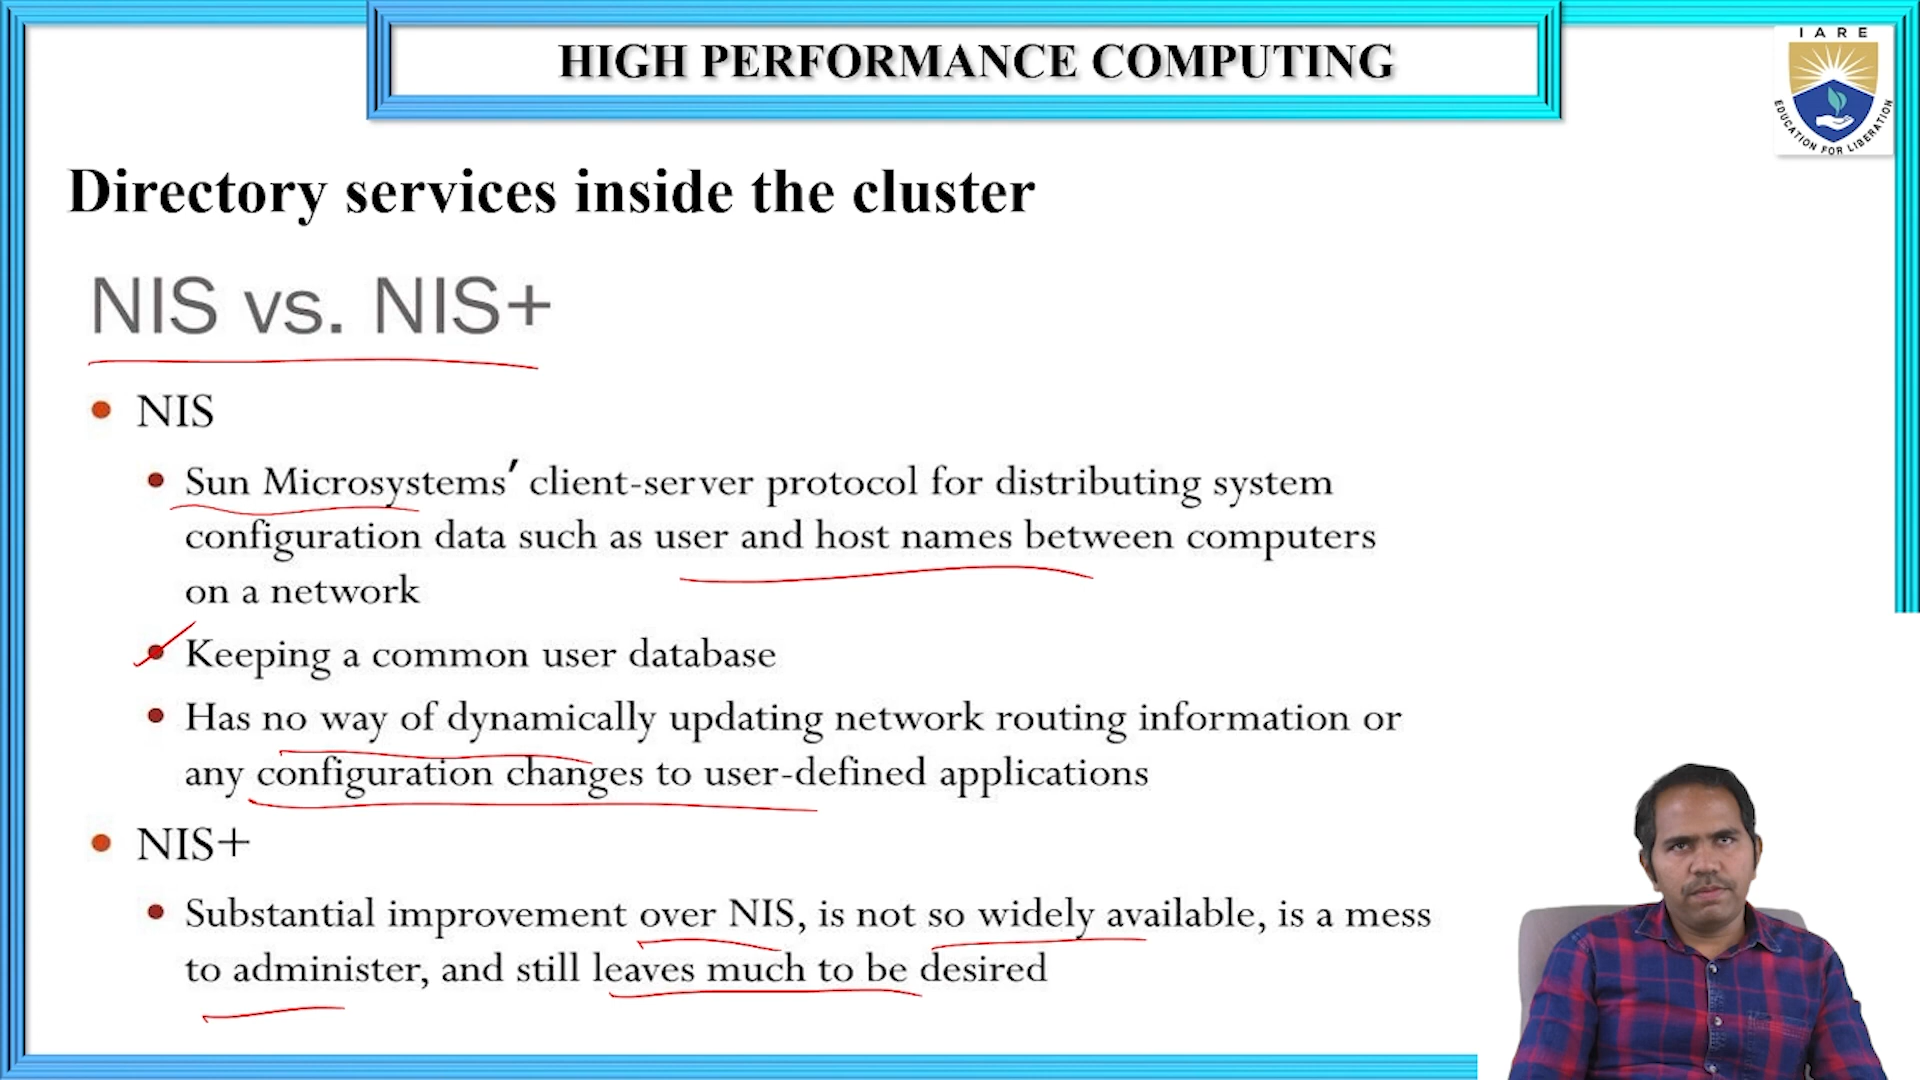 HIGH PERFORMANCE COMPUTING
IARE
EDUCATION FOR LIBERATION
Directory services inside the cluster
NIS vs. NIS+
• NIS
• Sun Microsystems' client-server protocol for distributing system
configuration data such as user and host names between computers
on a network
• Keeping a common user database
• Has no way of dynamically updating network routing information or
any configuration changes to user-defined applications
• NIS+
• Substantial improvement over NIS, is not so widely available, is a mess
to administer, and still leaves much to be desired